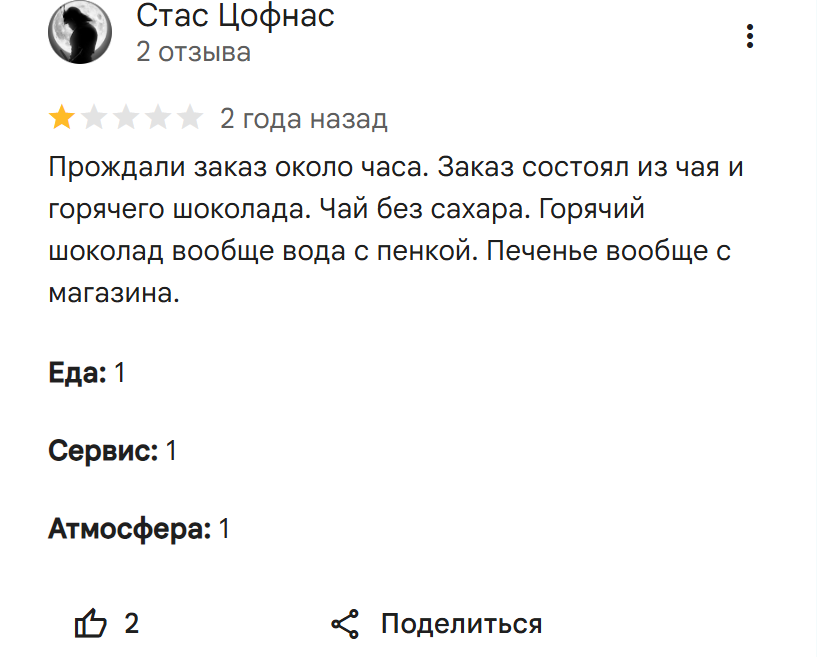 Стас Цофнас
2 отзыва
2 года назад
Прождали заказ около часа. Заказ состоял из чая и
горячего шоколада. Чай без сахара. Горячий
шоколад вообще вода с пенкой. Печенье вообще с
магазина.
Еда: 1
Сервис: 1
Атмосфера: 1
2 Поделиться